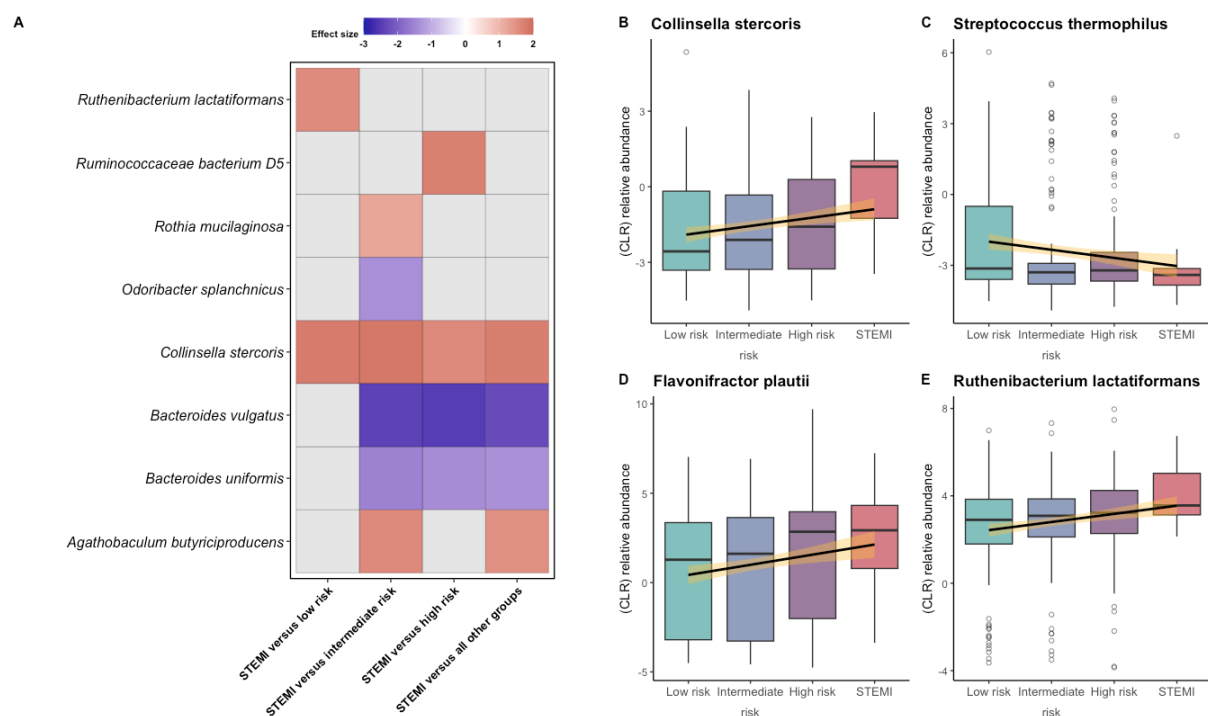 A
Effect size
-3 -2 -1 0 1 2
Ruthenibacterium lactatiformans
Ruminococcaceae bacterium D5
Rothia mucilaginosa
Odoribacter splanchnicus
Collinsella stercoris
Bacteroides vulgatus
Bacteroides uniformis
Agathobaculum butyriciproducens
STEMI versus low risk
STEMI versus intermediate risk
STEMI versus high risk
STEMI versus all other groups
B Collinsella stercoris
(CLR) relative abundance
3
0
-3
Low risk Intermediate High risk STEMI
risk
C Streptococcus thermophilus
(CLR) relative abundance
6
3
0
-3
Low risk Intermediate High risk STEMI
risk
D Flavonifractor plautii
(CLR) relative abundance
10
5
0
-5
Low risk Intermediate High risk STEMI
risk
E Ruthenibacterium lactatiformans
(CLR) relative abundance
8
4
0
-4
Low risk Intermediate High risk STEMI
risk